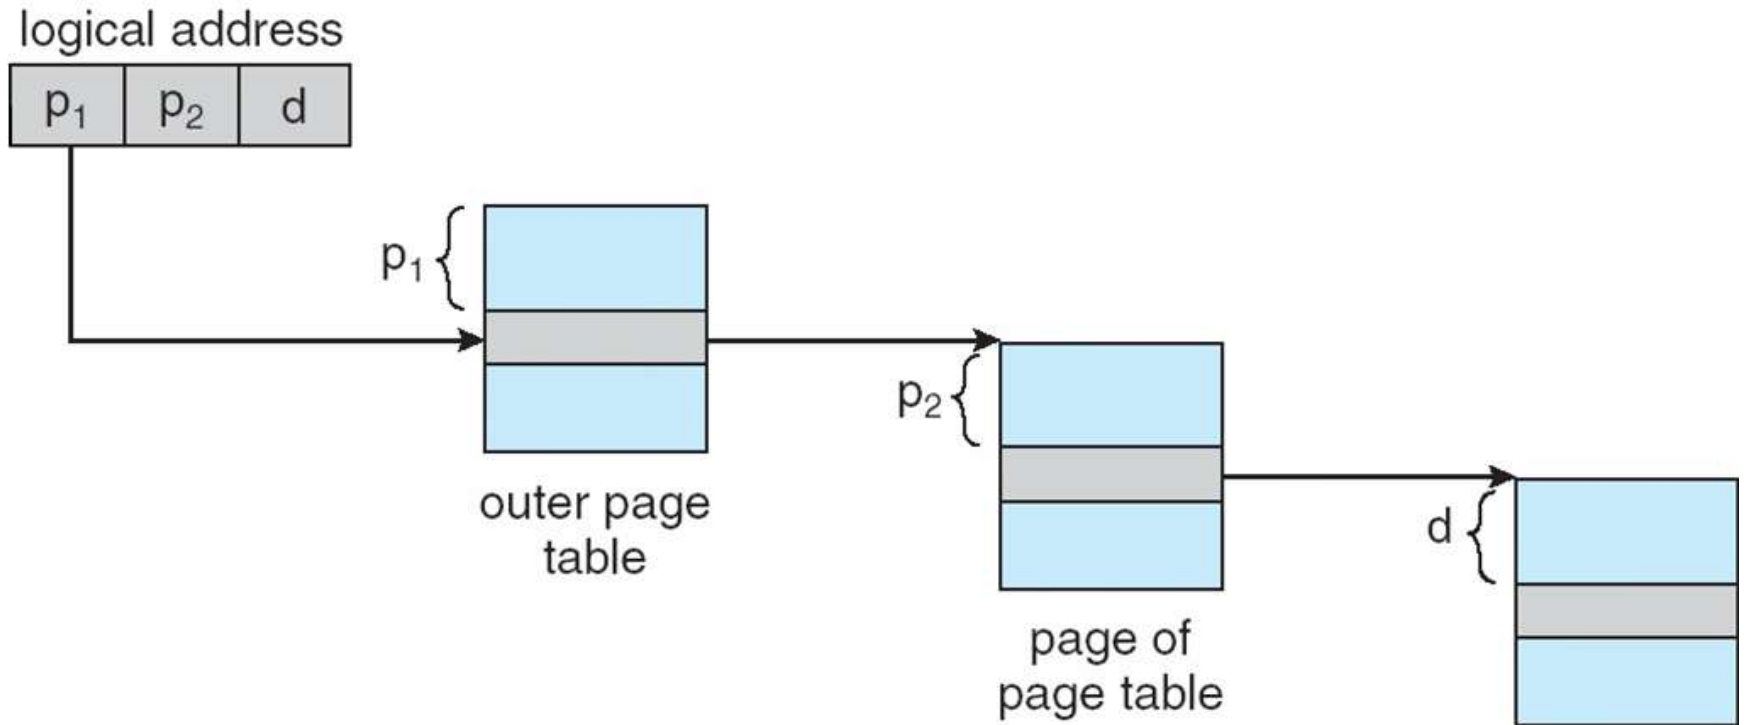 logical address
p₁ p₂ d
p₁
p₂
d
outer page
table
page of
page table